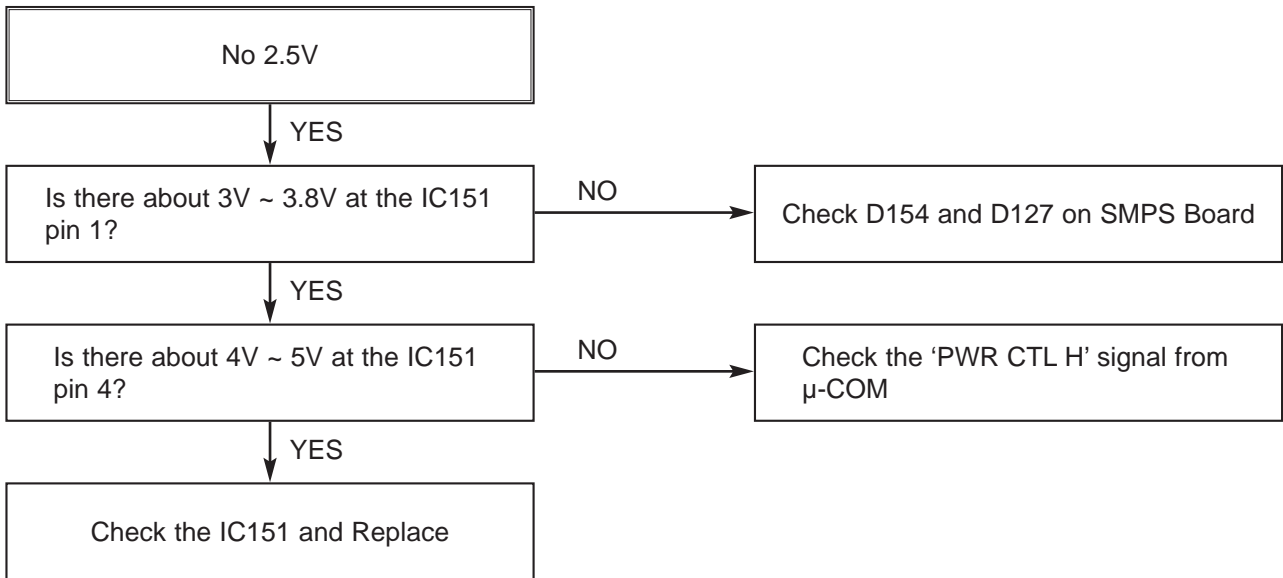 No 2.5V
YES
Is there about 3V ~ 3.8V at the IC151
pin 1?
NO
Check D154 and D127 on SMPS Board
YES
Is there about 4V ~ 5V at the IC151
pin 4?
NO
Check the ‘PWR CTL H’ signal from
µ-COM
YES
Check the IC151 and Replace